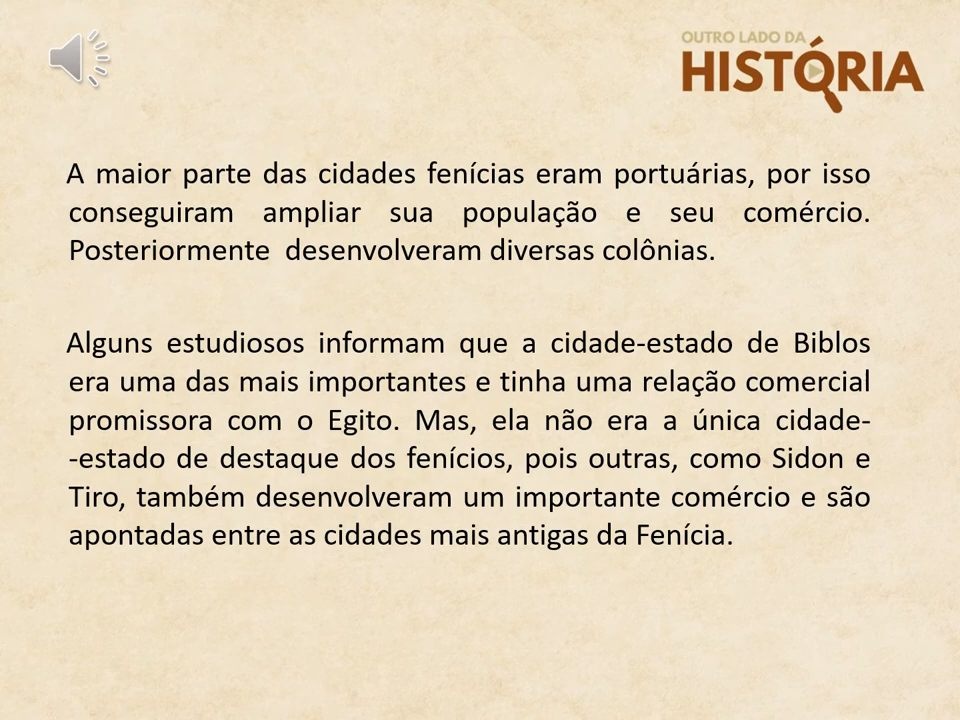 OUTRO LADO DA
HISTÓRIA
A maior parte das cidades fenícias eram portuárias, por isso
conseguiram ampliar sua população e seu comércio.
Posteriormente desenvolveram diversas colônias.
Alguns estudiosos informam que a cidade-estado de Biblos
era uma das mais importantes e tinha uma relação comercial
promissora com o Egito. Mas, ela não era a única cidade-
-estado de destaque dos fenícios, pois outras, como Sidon e
Tiro, também desenvolveram um importante comércio e são
apontadas entre as cidades mais antigas da Fenícia.